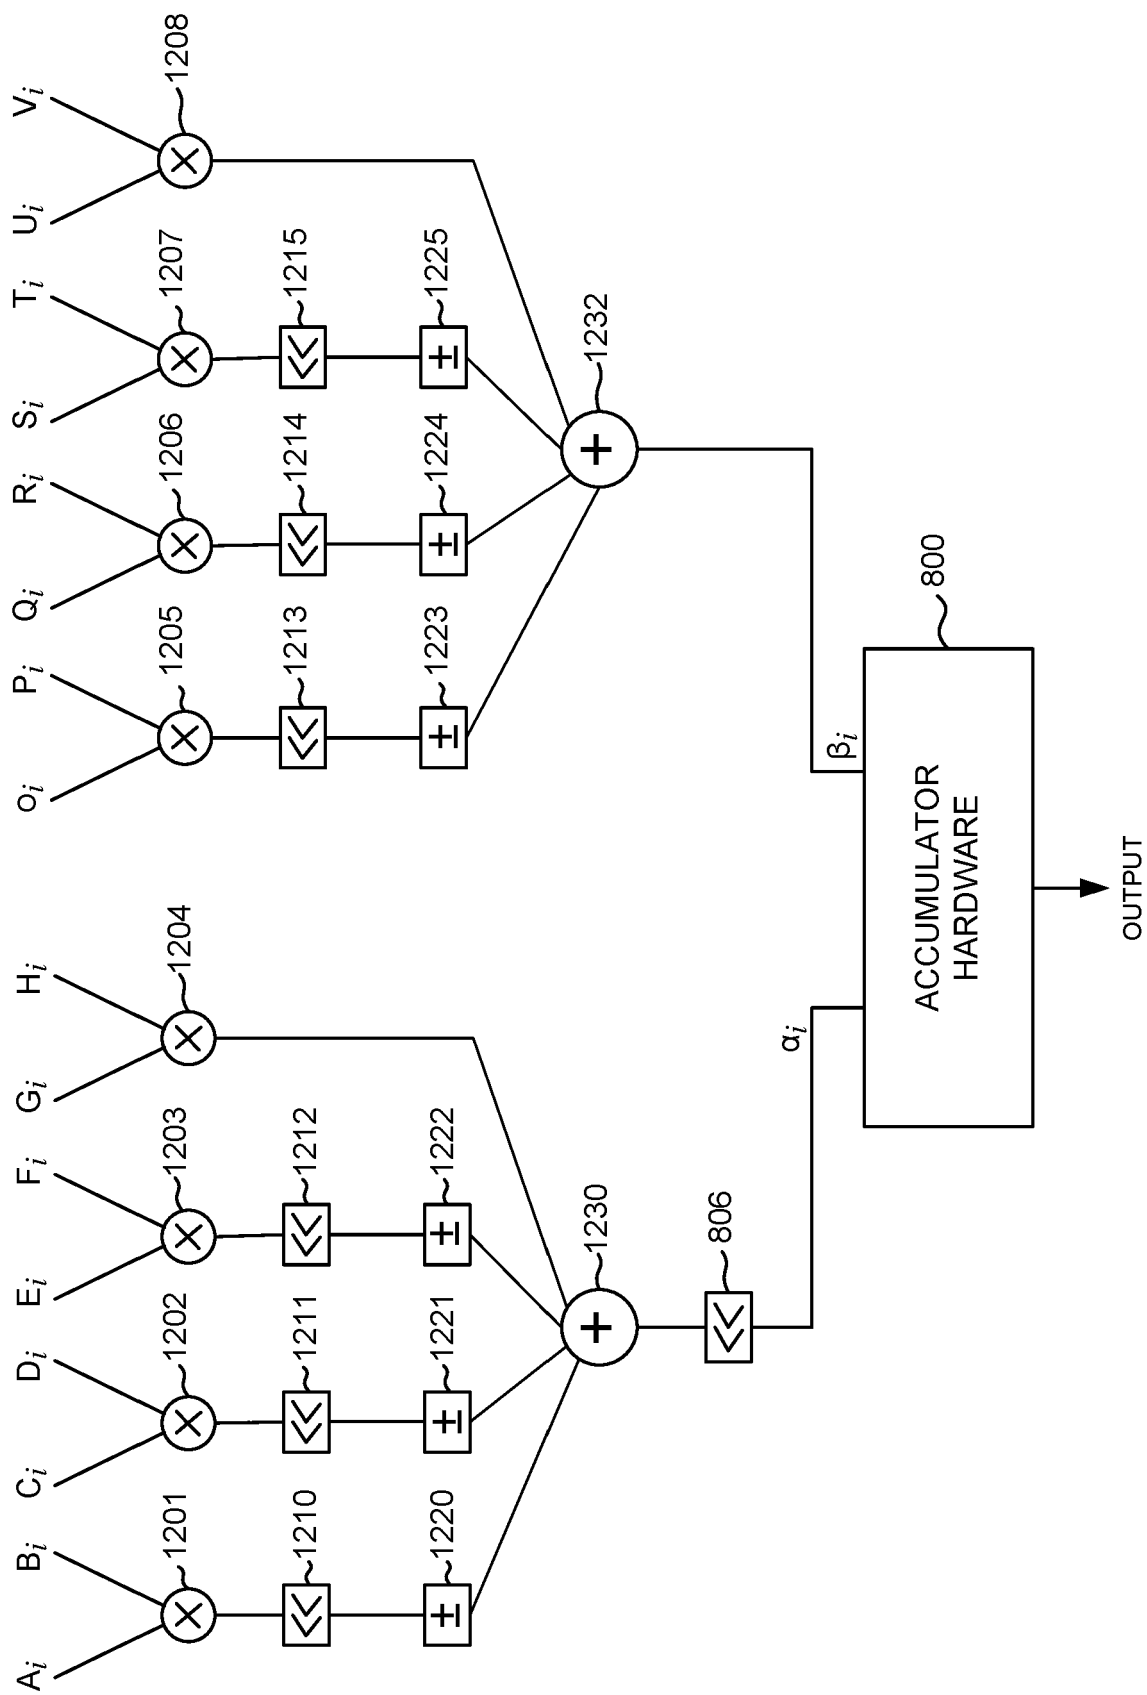 A_i B_i C_i D_i E_i F_i G_i H_i O_i P_i Q_i R_i S_i T_i U_i V_i
× 1201 × 1202 × 1203 × 1204 × 1205 × 1206 × 1207 × 1208
≪ 1210 ≪ 1211 ≪ 1212 ≪ 1213 ≪ 1214 ≪ 1215
± 1220 ± 1221 ± 1222 ± 1223 ± 1224 ± 1225
+ 1230 + 1232
≪ 806
α_i β_i
800
ACCUMULATOR
HARDWARE
OUTPUT